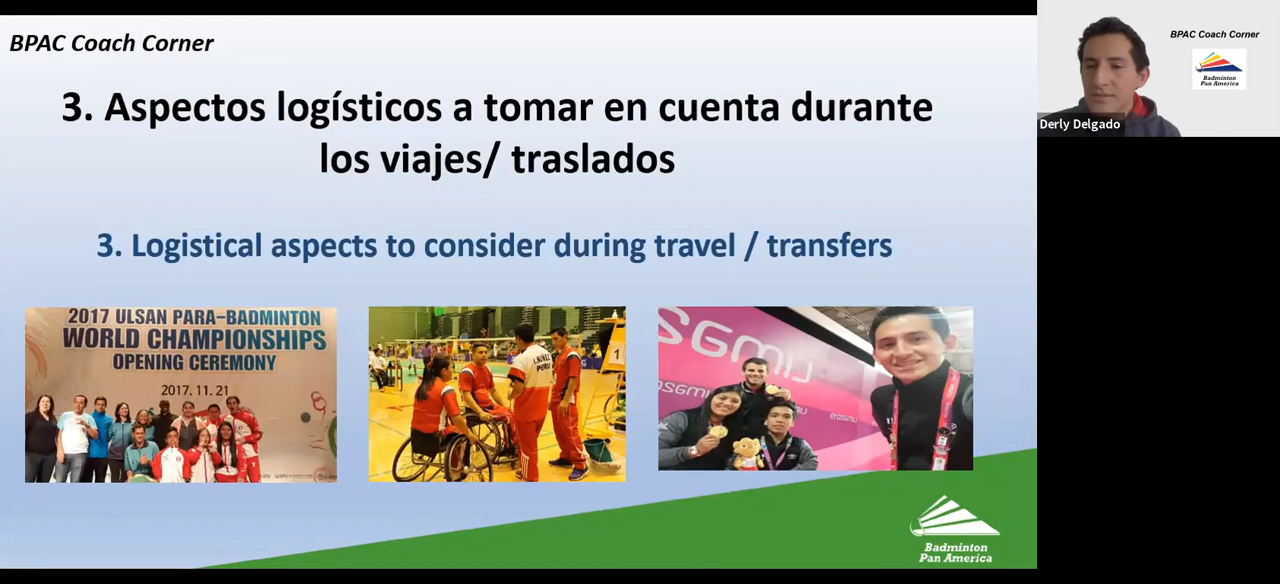 BPAC Coach Corner
3. Aspectos logísticos a tomar en cuenta durante
los viajes/ traslados
3. Logistical aspects to consider during travel / transfers
2017 ULSAN PARA-BADMINTON
WORLD CHAMPIONSHIPS
OPENING CEREMONY
2017. 11. 21
PERU
1
Badminton
Pan America
BPAC Coach Corner
Badminton
Pan America
Derly Delgado